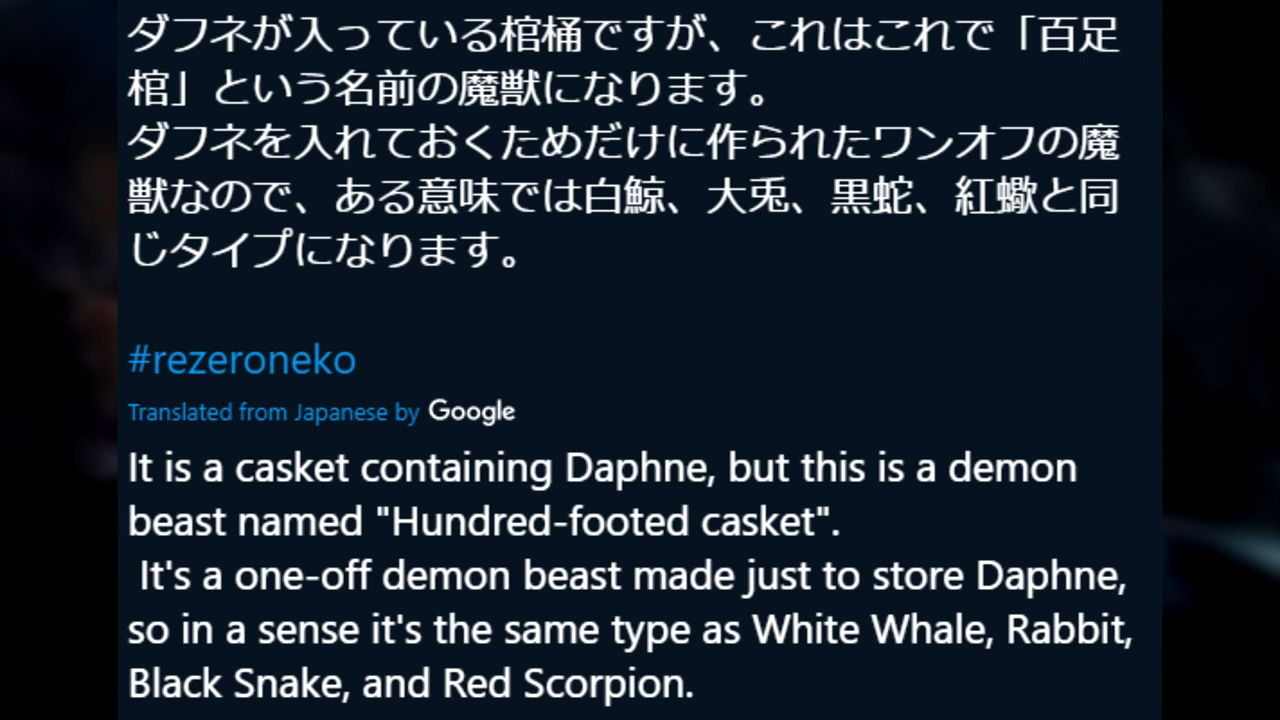 ダフネが入っている棺桶ですが、これはこれで「百足
棺」という名前の魔獣になります。
ダフネを入れておくためだけに作られたワンオフの魔
獣なので、ある意味では白鯨、大兎、黒蛇、紅蠍と同
じタイプになります。
#rezeroneko
Translated from Japanese by Google
It is a casket containing Daphne, but this is a demon
beast named "Hundred-footed casket".
It's a one-off demon beast made just to store Daphne,
so in a sense it's the same type as White Whale, Rabbit,
Black Snake, and Red Scorpion.